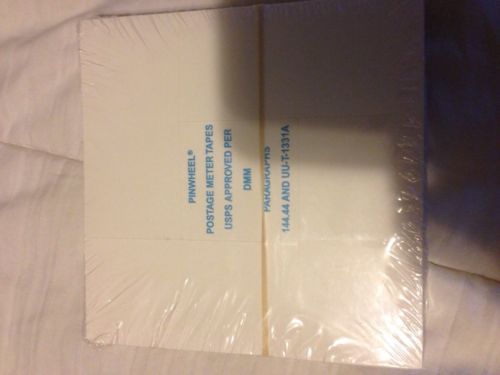 PINWHEEL®
POSTAGE METER TAPES
USPS APPROVED PER
DMM
PARAGRAPHS
144.44 AND UU-T-1331A